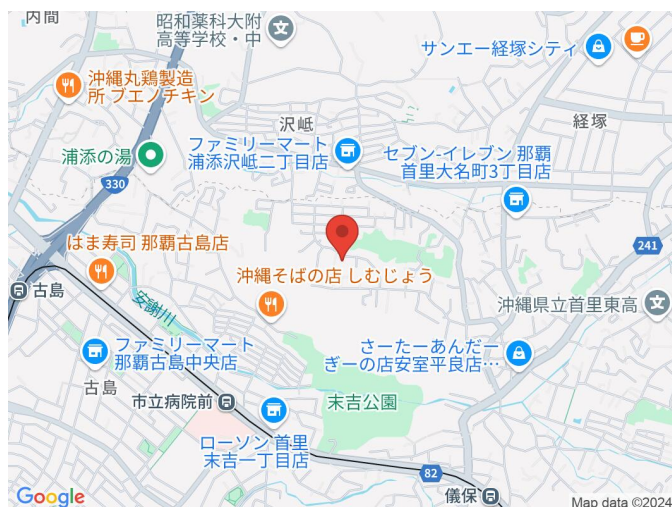 内間
昭和薬科大附
高等学校・中
サンエー経塚シティ
沖縄丸鶏製造
所 ブエノチキン
沢岻
経塚
ファミリーマート
浦添沢岻二丁目店
浦添の湯
セブン-イレブン 那覇
首里大名町3丁目店
330
はま寿司 那覇古島店
241
古島
沖縄そばの店 しむじょう
安謝川
沖縄県立首里東高
ファミリーマート
那覇古島中央店
さーたーあんだー
ぎーの店安室平良店…
古島
市立病院前
末吉公園
ローソン 首里
末吉一丁目店
82
儀保
Google
Map data ©2024